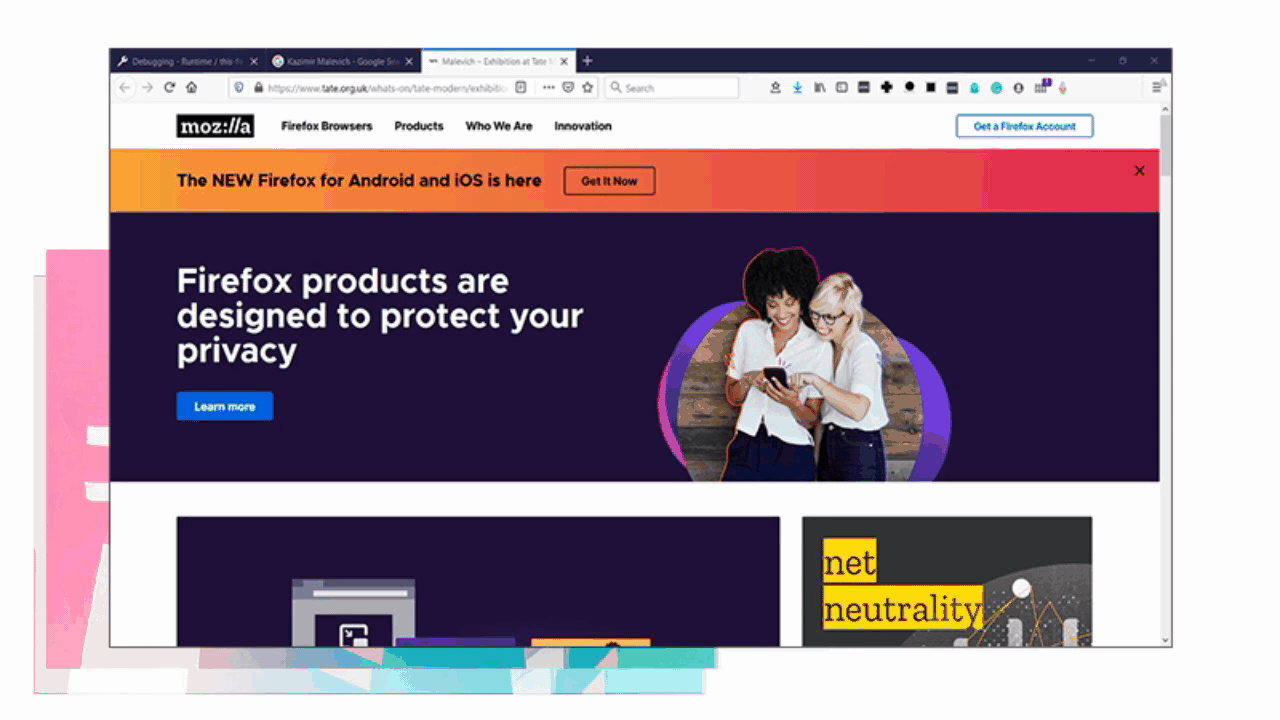 Debugging - Runtime / this-fi
Kazimir Malevich - Google Sea
Malevich – Exhibition at Tate M
https://www.tate.org.uk/whats-on/tate-modern/exhibitio
Search
moz://a
Firefox Browsers
Products
Who We Are
Innovation
Get a Firefox Account
The NEW Firefox for Android and iOS is here
Get It Now
Firefox products are
designed to protect your
privacy
Learn more
net
neutrality